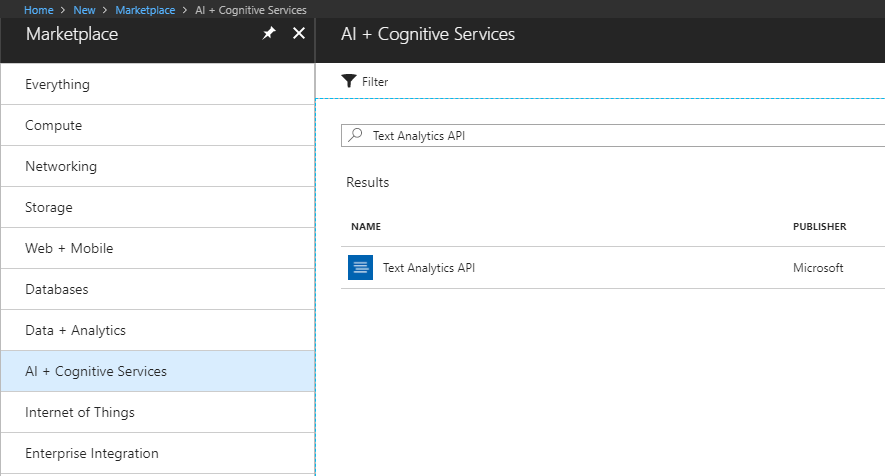 Home > New > Marketplace > AI + Cognitive Services
Marketplace
Everything
Compute
Networking
Storage
Web + Mobile
Databases
Data + Analytics
AI + Cognitive Services
Internet of Things
Enterprise Integration
AI + Cognitive Services
Filter
Text Analytics API
Results
NAME PUBLISHER
Text Analytics API Microsoft